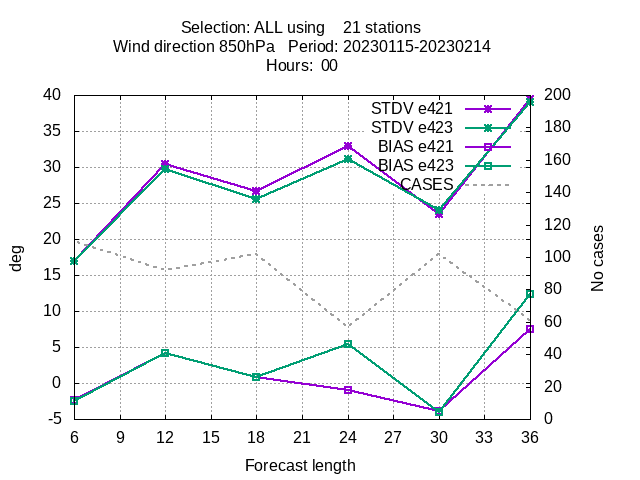 Selection: ALL using 21 stations
Wind direction 850hPa Period: 20230115-20230214
Hours: 00
40 200
35 180
30 160
25 140
20 120
15 100
10 80
5 60
0 40
-5 20
0
STDV e421
STDV e423
BIAS e421
BIAS e423
CASES
deg
No cases
6 9 12 15 18 21 24 27 30 33 36
Forecast length